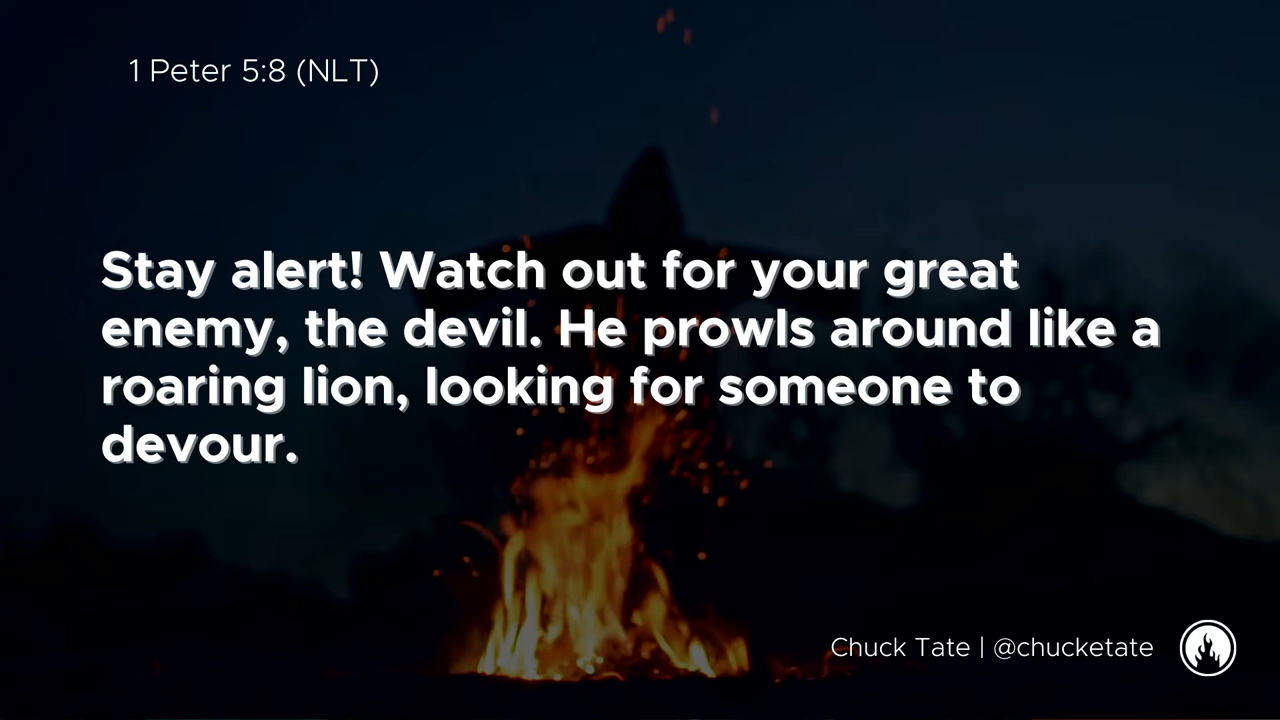 1 Peter 5:8 (NLT)
Stay alert! Watch out for your great
enemy, the devil. He prowls around like a
roaring lion, looking for someone to
devour.
Chuck Tate | @chucketate